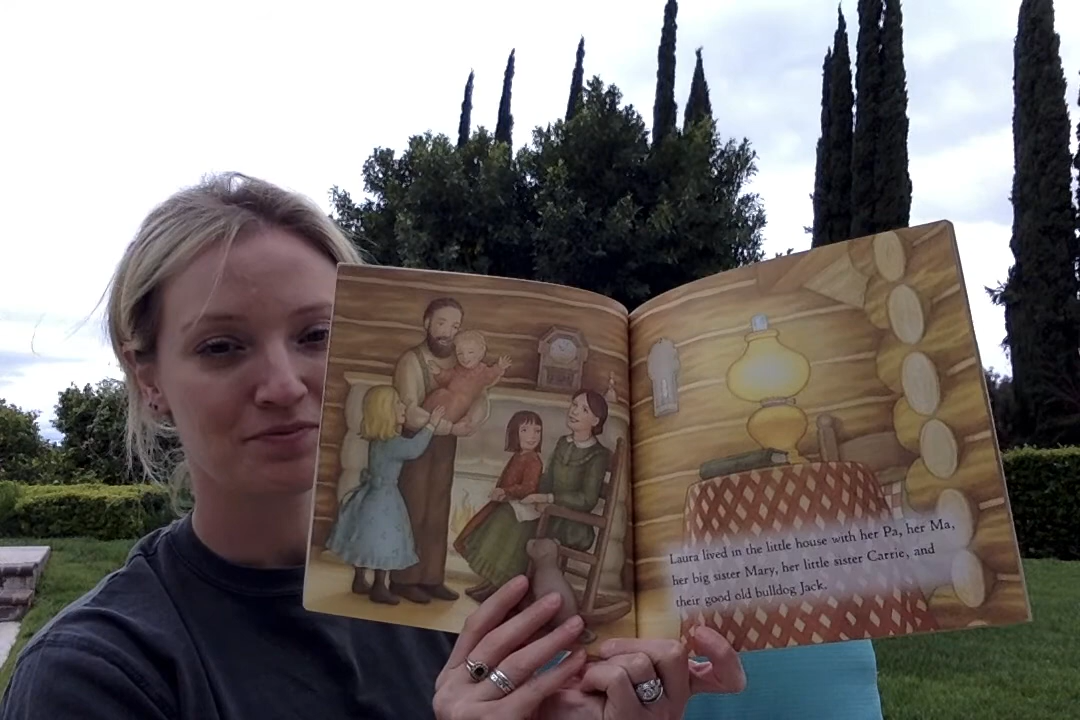 Laura lived in the little house with her Pa, her Ma,
her big sister Mary, her little sister Carrie, and
their good old bulldog Jack.